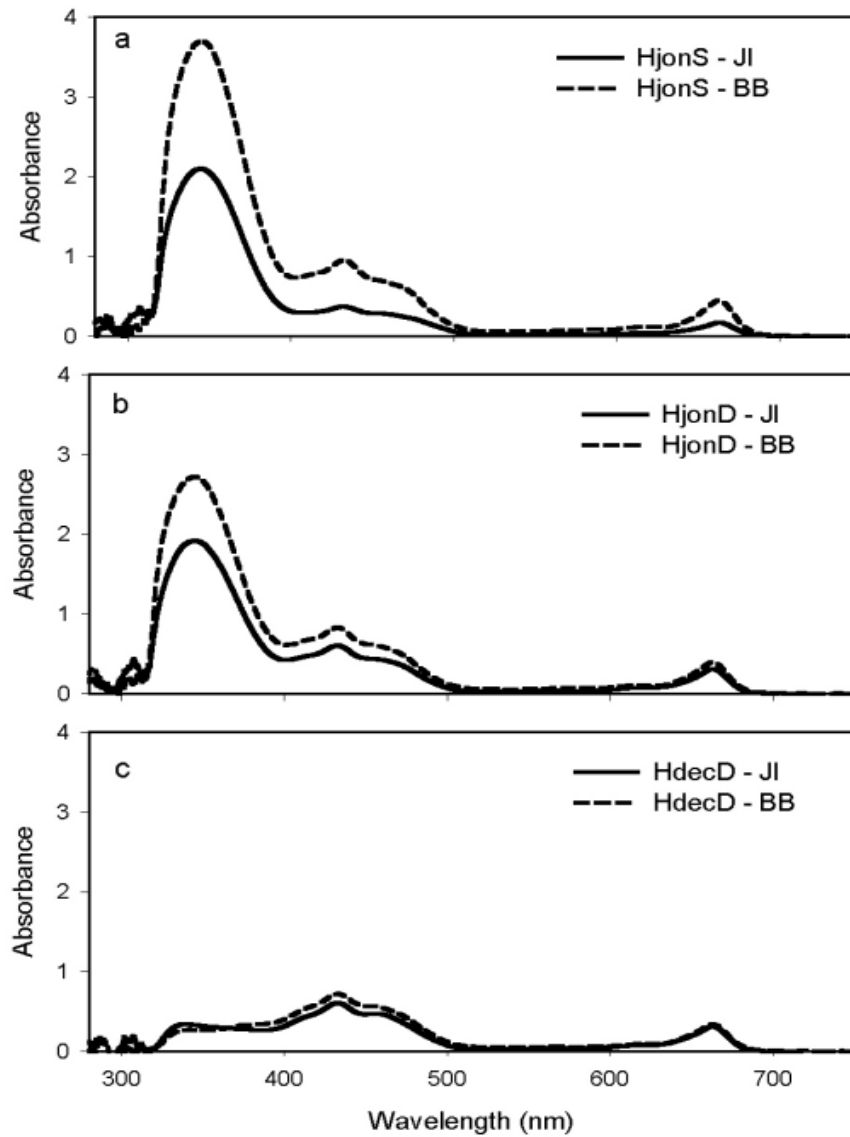 a
4
3
2
1
0
Absorbance
HjonS - JI
HjonS - BB
b
4
3
2
1
0
Absorbance
HjonD - JI
HjonD - BB
c
4
3
2
1
0
Absorbance
HdecD - JI
HdecD - BB
300 400 500 600 700
Wavelength (nm)